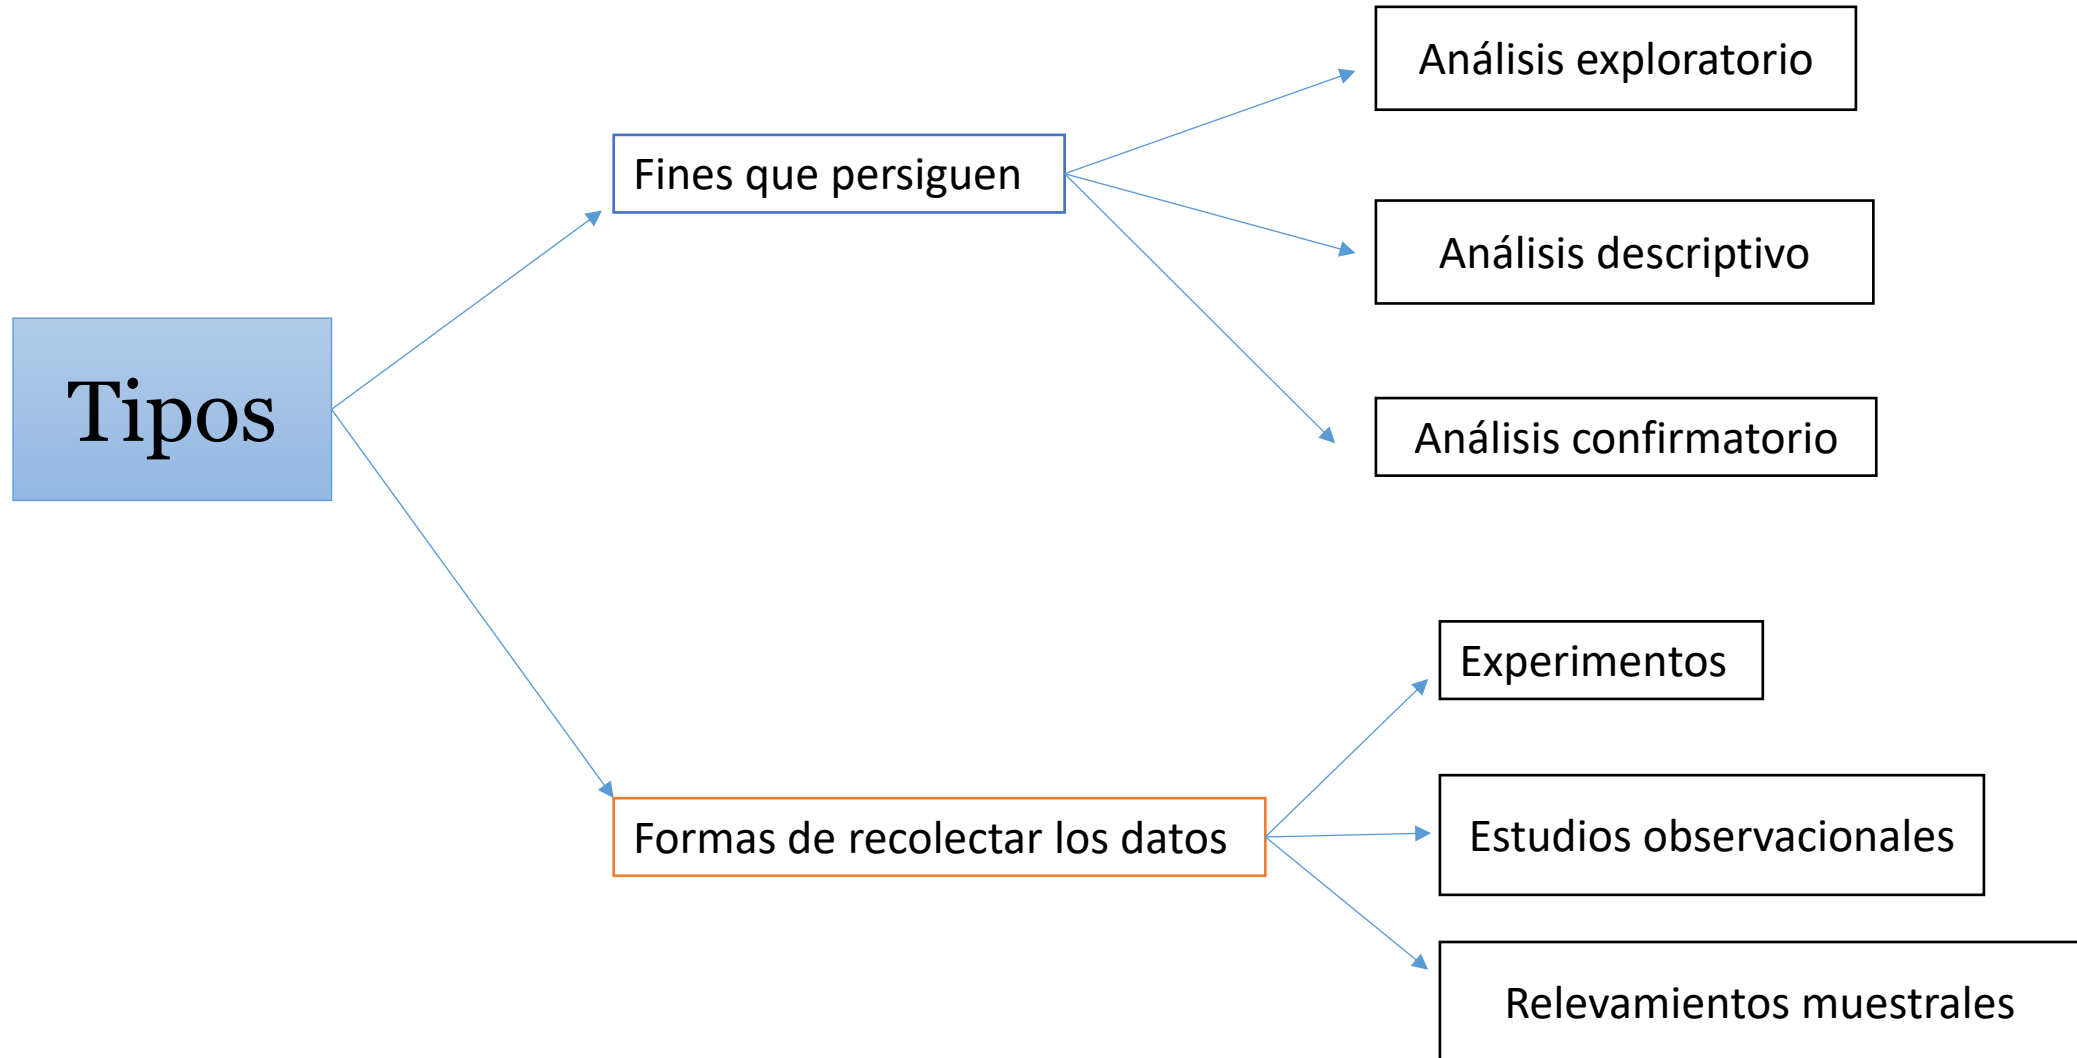 Tipos
Fines que persiguen
Análisis exploratorio
Análisis descriptivo
Análisis confirmatorio
Formas de recolectar los datos
Experimentos
Estudios observacionales
Relevamientos muestrales